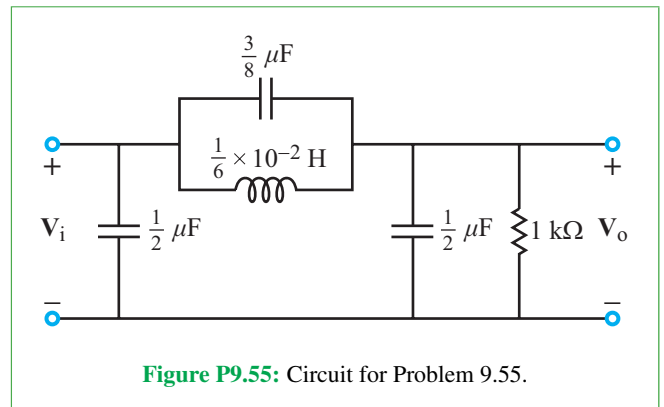 3/8 μF
1/6 × 10⁻² H
+ +
Vᵢ 1/2 μF 1/2 μF 1 kΩ Vₒ
− −
Figure P9.55: Circuit for Problem 9.55.